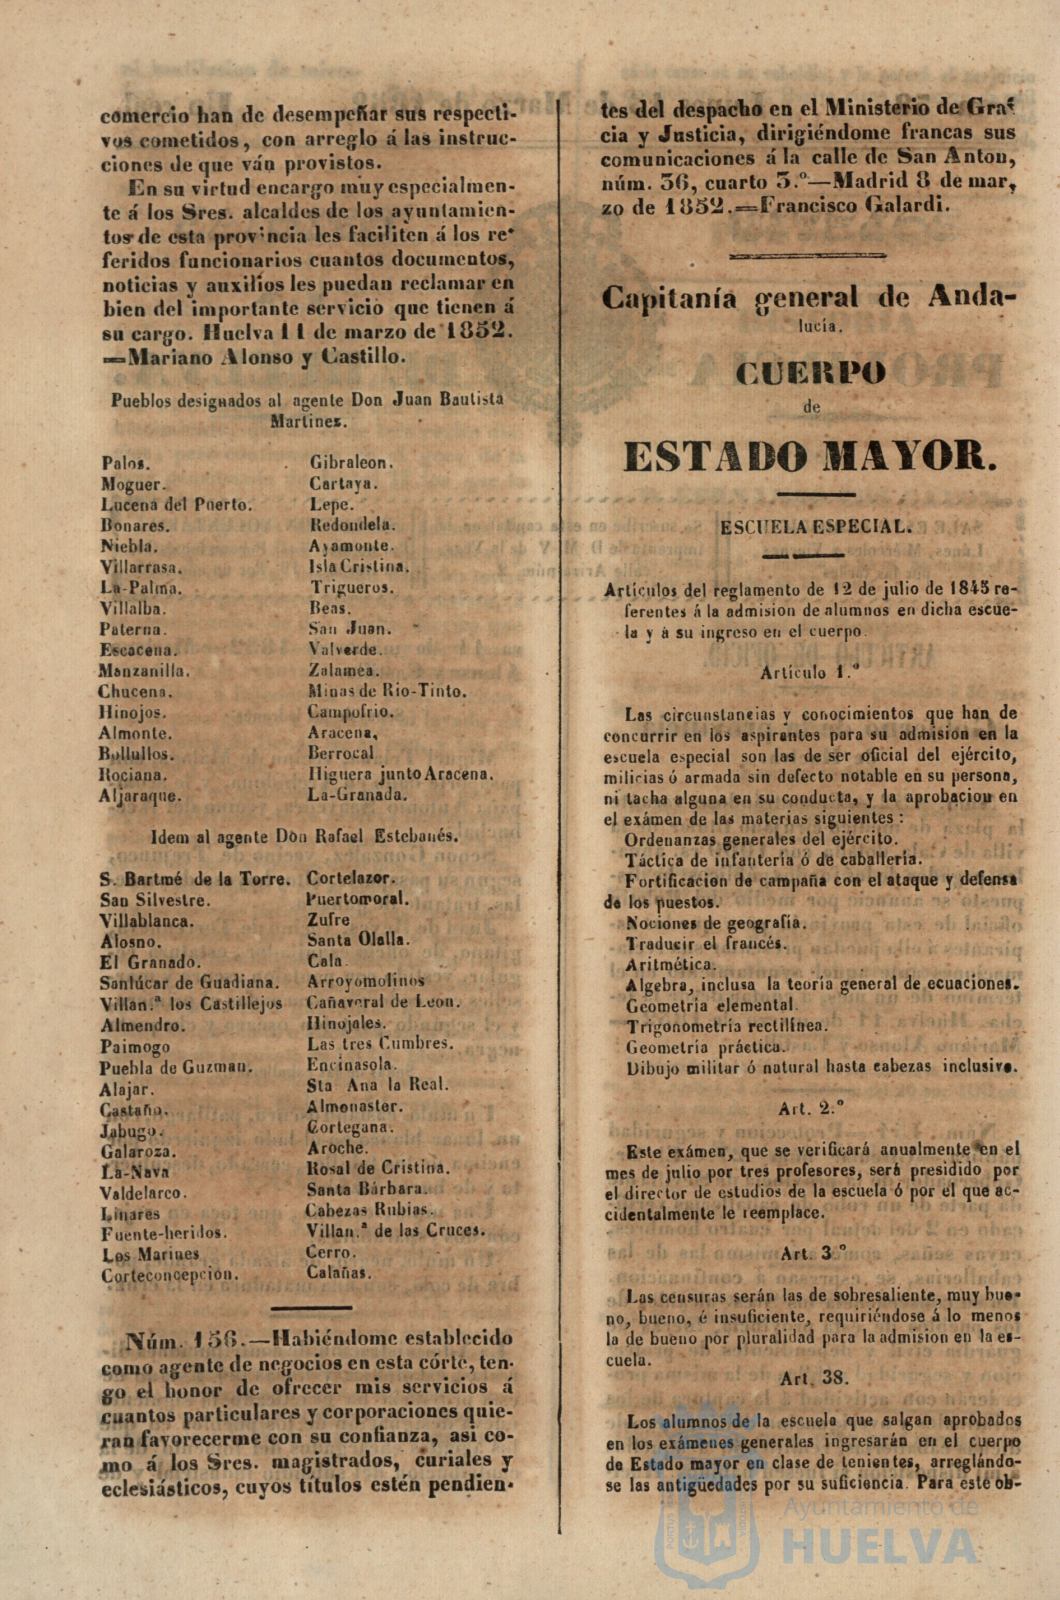 comercio han de desempeñar sus respecti-
vos cometidos, con arreglo á las instruc-
ciones de que ván provistos.
En su virtud encargo muy especialmen-
te á los Sres. alcaldes de los ayuntamien-
tos de esta provincia les faciliten á los re-
feridos funcionarios cuantos documentos,
noticias y auxilios les puedan reclamar en
bien del importante servicio que tienen á
su cargo. Huelva 11 de marzo de 1852.
=Mariano Alonso y Castillo.
Pueblos designados al agente Don Juan Bautista
Martinez.
Palos. Gibraleon.
Moguer. Cartaya.
Lucena del Puerto. Lepe.
Bonares. Redondela.
Niebla. Ayamonte.
Villarrasa. Isla Cristina.
La-Palma. Trigueros.
Villalba. Beas.
Paterna. San Juan.
Escacena. Valverde.
Manzanilla. Zalamea.
Chucena. Minas de Rio-Tinto.
Hinojos. Campofrio.
Almonte. Aracena,
Bollullos. Berrocal
Rociana. Higuera junto Aracena.
Aljaraque. La-Granada.
Idem al agente Don Rafael Estebanés.
S. Bartmé de la Torre. Cortelazor.
San Silvestre. Puertomoral.
Villablanca. Zufre
Alosno. Santa Olalla.
El Granado. Cala.
Sanlúcar de Guadiana. Arroyomolinos
Villan.ª los Castillejos Cañaveral de Leon.
Almendro. Hinojales.
Paimogo Las tres Cumbres.
Puebla de Guzman. Encinasola.
Alajar. Sta Ana la Real.
Castaño. Almonaster.
Jabugo. Cortegana.
Galaroza. Aroche.
La-Nava Rosal de Cristina.
Valdelarco. Santa Bárbara.
Linares Cabezas Rubias.
Fuente-heridos. Villan.ª de las Cruces.
Los Marines Cerro.
Corteconcepcion. Calañas.
Núm. 156.—Habiéndome establecido
como agente de negocios en esta córte, ten-
go el honor de ofrecer mis servicios á
cuantos particulares y corporaciones quie-
ran favorecerme con su confianza, asi co-
mo á los Sres. magistrados, curiales y
eclesiásticos, cuyos títulos estén pendien-
tes del despacho en el Ministerio de Gra-
cia y Justicia, dirigiéndome francas sus
comunicaciones á la calle de San Anton,
núm. 36, cuarto 3.º—Madrid 8 de mar,
zo de 1852.=Francisco Galardi.
Capitanía general de Anda-
lucía.
CUERPO
de
ESTADO MAYOR.
ESCUELA ESPECIAL.
Artículos del reglamento de 12 de julio de 1845 re-
ferentes á la admision de alumnos en dicha escue-
la y á su ingreso en el cuerpo.
Artículo 1.º
Las circunstancias y conocimientos que han de
concurrir en los aspirantes para su admision en la
escuela especial son las de ser oficial del ejército,
milicias ó armada sin defecto notable en su persona,
ni tacha alguna en su conducta, y la aprobacion en
el exámen de las materias siguientes:
Ordenanzas generales del ejército.
Táctica de infantería ó de caballería.
Fortificacion de campaña con el ataque y defensa
de los puestos.
Nociones de geografía.
Traducir el francés.
Aritmética.
Algebra, inclusa la teoría general de ecuaciones.
Geometría elemental.
Trigonometría rectilínea.
Geometría práctica.
Dibujo militar ó natural hasta cabezas inclusive.
Art. 2.º
Este exámen, que se verificará anualmente en el
mes de julio por tres profesores, será presidido por
el director de estudios de la escuela ó por el que ac-
cidentalmente le reemplace.
Art. 3.º
Las censuras serán las de sobresaliente, muy bue-
no, bueno, é insuficiente, requiriéndose á lo menos
la de bueno por pluralidad para la admision en la es-
cuela.
Art. 38.
Los alumnos de la escuela que salgan aprobados
en los exámenes generales ingresarán en el cuerpo
de Estado mayor en clase de tenientes, arreglándo-
se las antigüedades por su suficiencia. Para este ob-
Ayuntamiento de
HUELVA